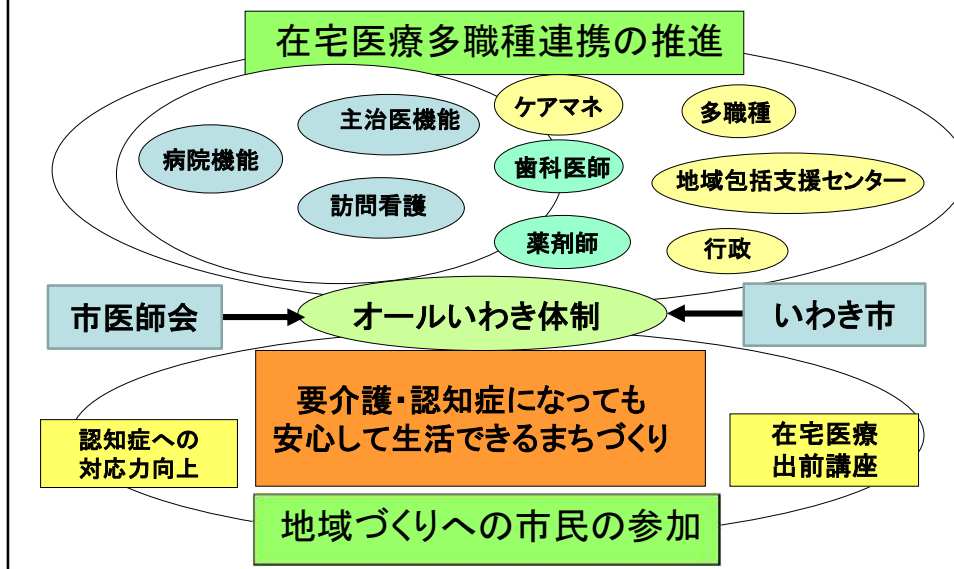 在宅医療多職種連携の推進
ケアマネ
多職種
主治医機能
病院機能
歯科医師
地域包括支援センター
訪問看護
薬剤師
行政
市医師会
オールいわき体制
いわき市
要介護・認知症になっても
安心して生活できるまちづくり
認知症への
対応力向上
在宅医療
出前講座
地域づくりへの市民の参加